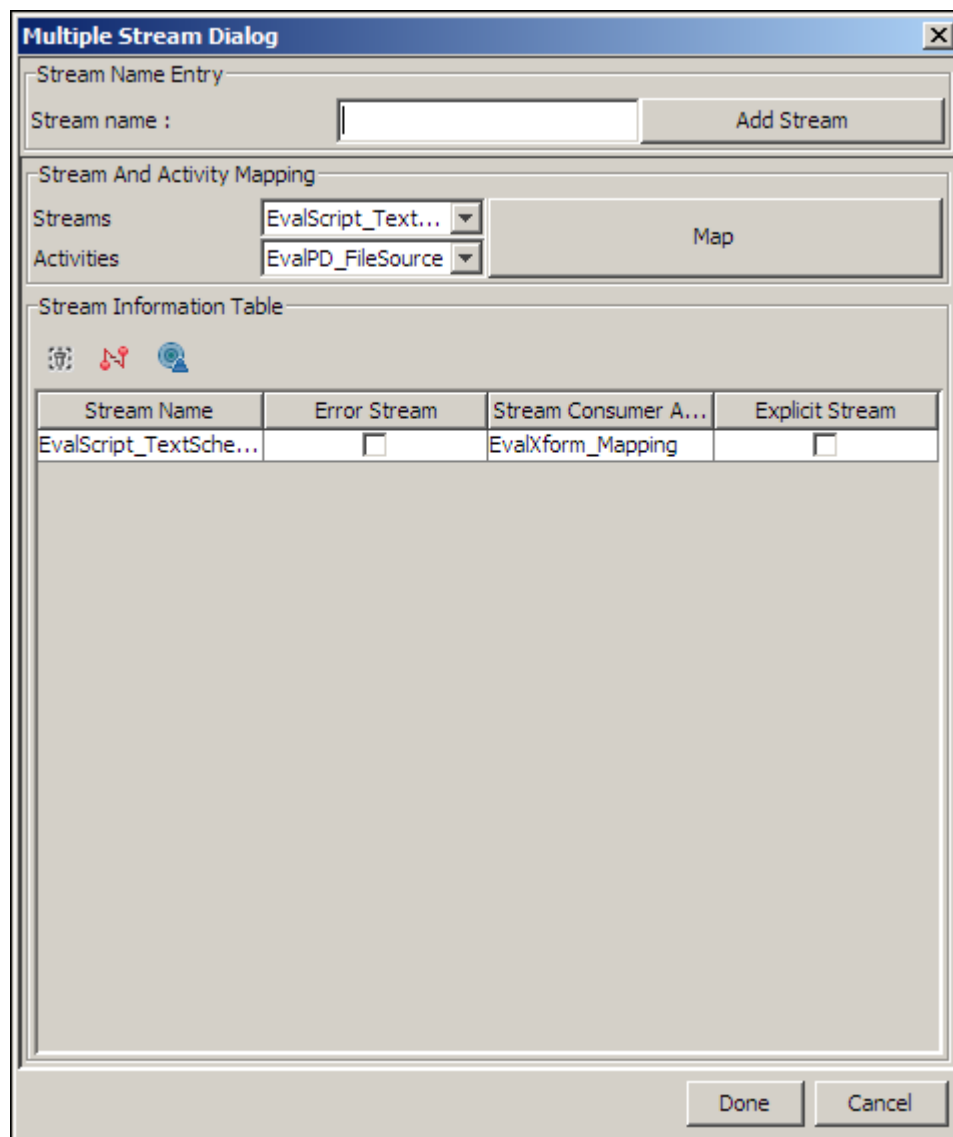 Multiple Stream Dialog
Stream Name Entry
Stream name :
Add Stream
Stream And Activity Mapping
Streams
EvalScript_Text...
Map
Activities
EvalPD_FileSource
Stream Information Table
Stream Name
Error Stream
Stream Consumer A...
Explicit Stream
EvalScript_TextSche...
EvalXform_Mapping
Done
Cancel